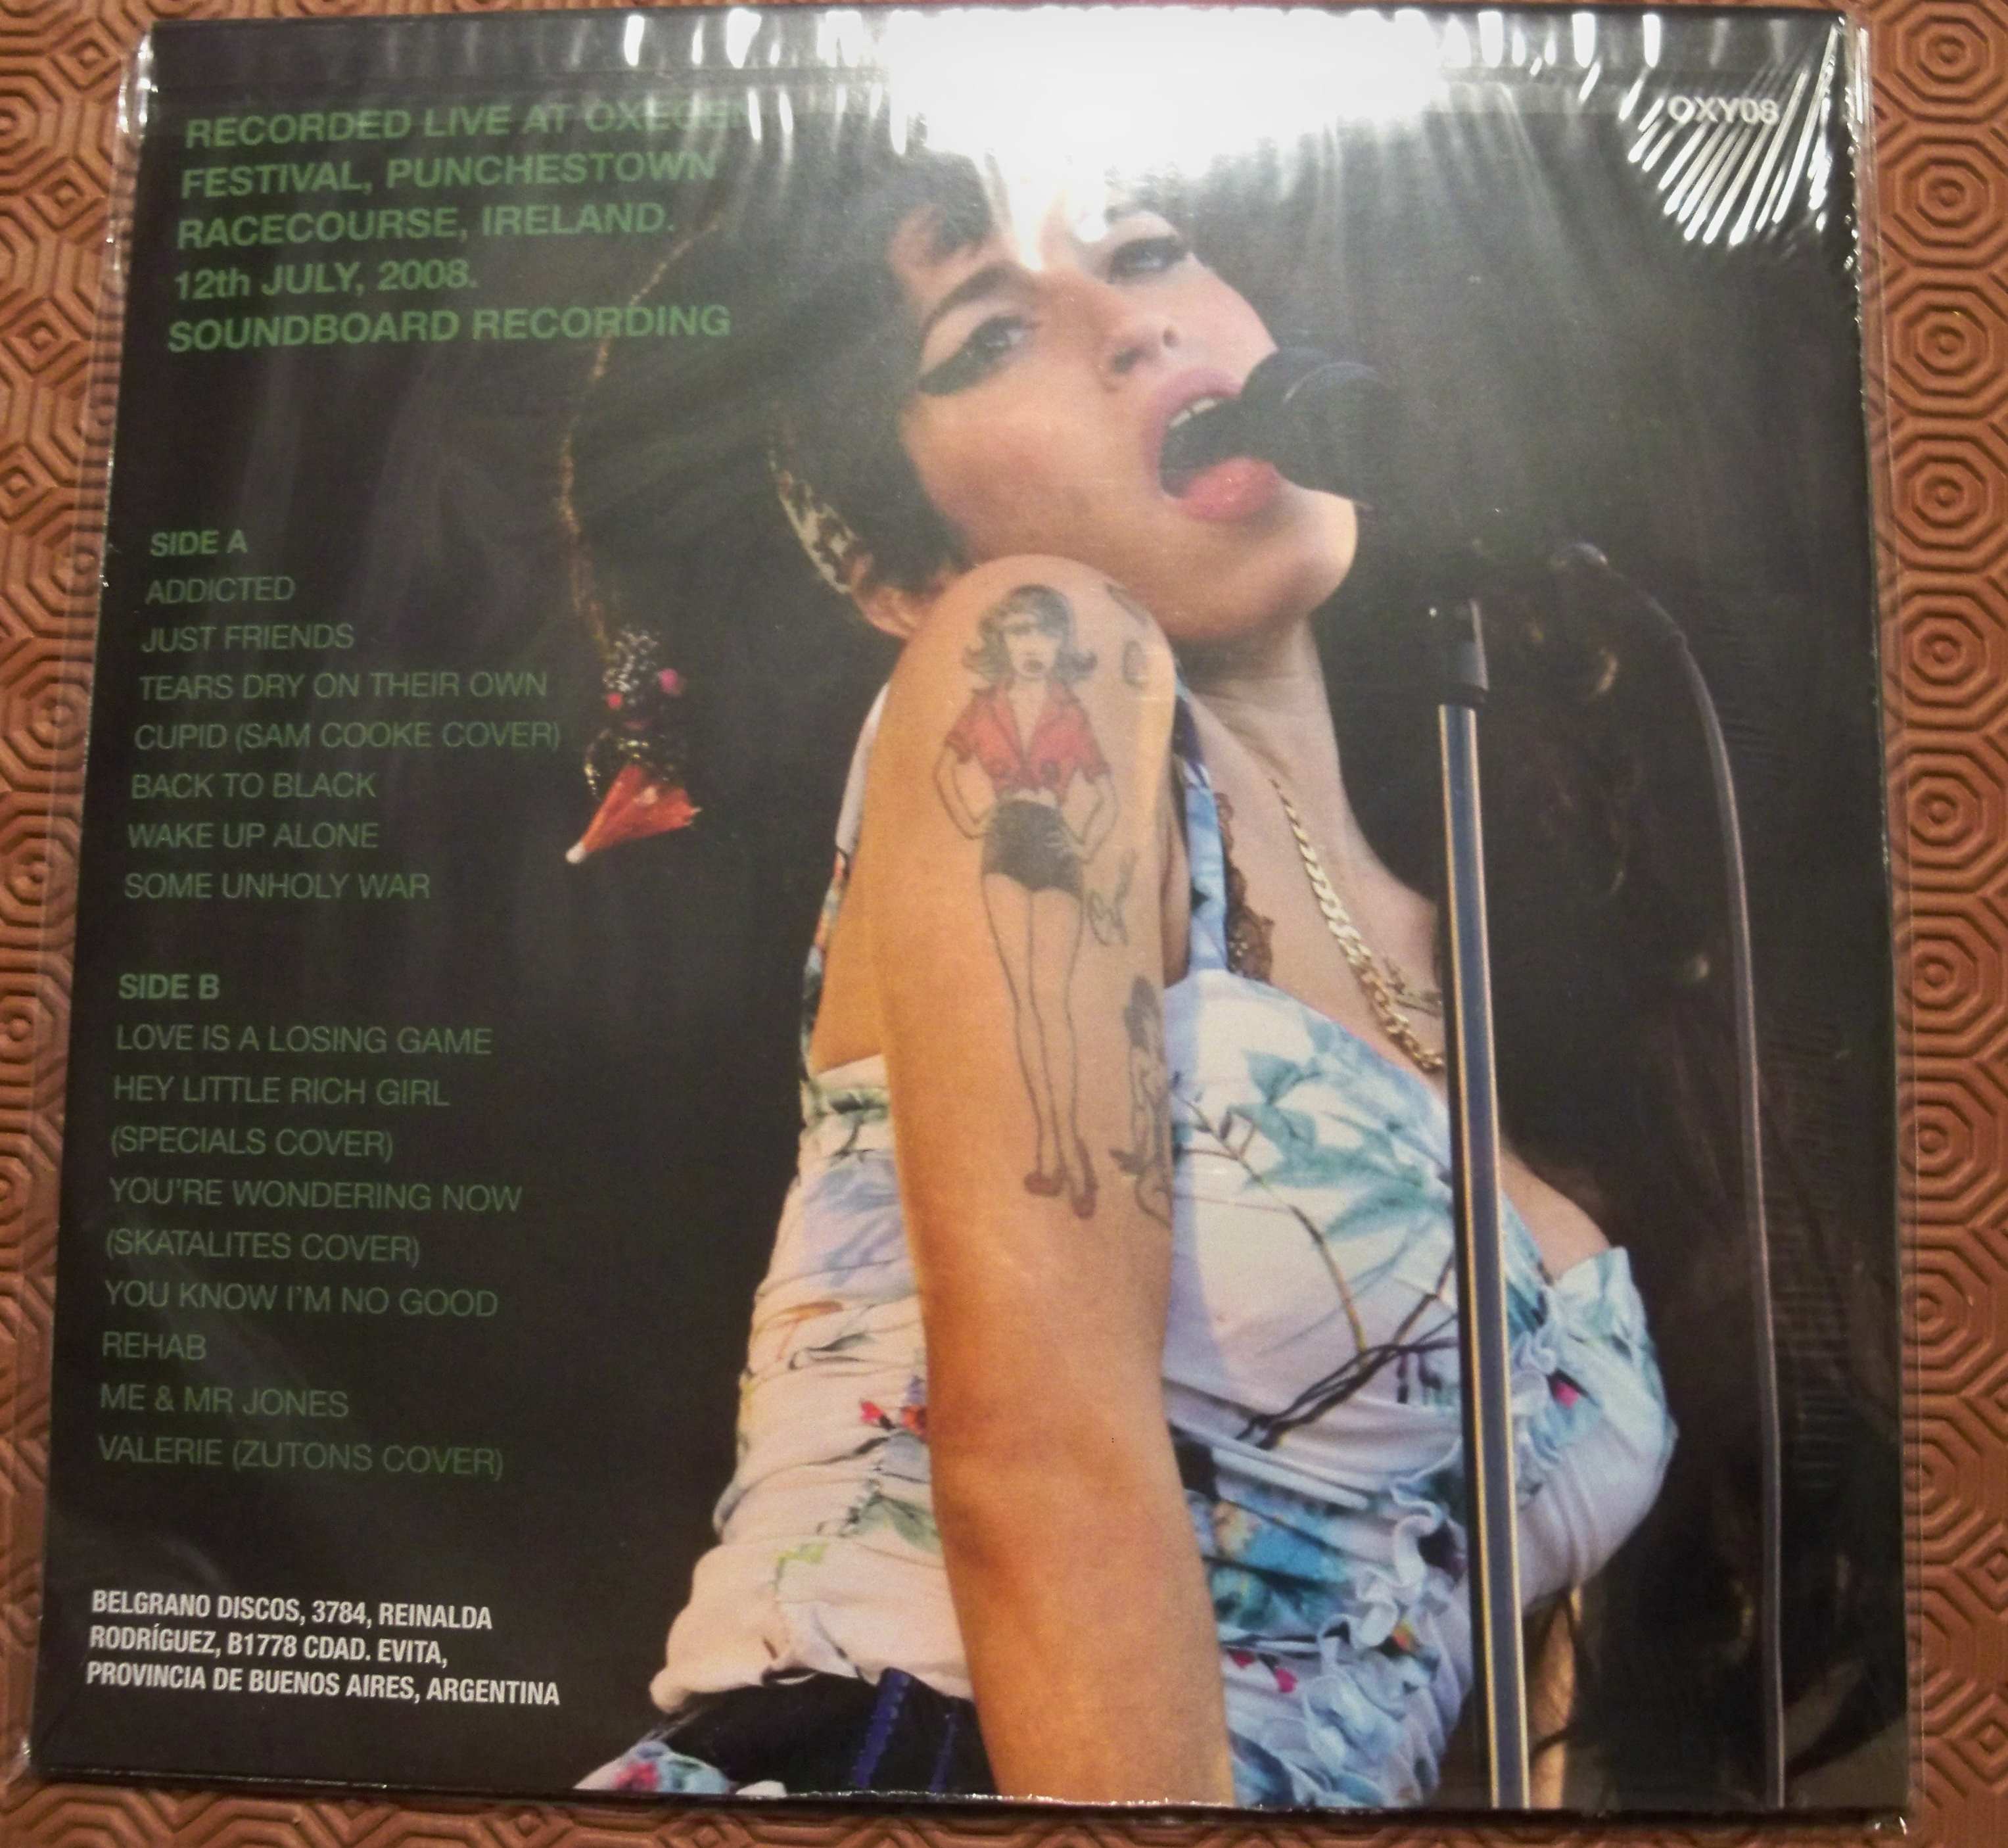 RECORDED LIVE AT OXEGEN
FESTIVAL, PUNCHESTOWN
RACECOURSE, IRELAND.
12th JULY, 2008.
SOUNDBOARD RECORDING
OXY08
SIDE A
ADDICTED
JUST FRIENDS
TEARS DRY ON THEIR OWN
CUPID (SAM COOKE COVER)
BACK TO BLACK
WAKE UP ALONE
SOME UNHOLY WAR
SIDE B
LOVE IS A LOSING GAME
HEY LITTLE RICH GIRL
(SPECIALS COVER)
YOU'RE WONDERING NOW
(SKATALITES COVER)
YOU KNOW I'M NO GOOD
REHAB
ME & MR JONES
VALERIE (ZUTONS COVER)
BELGRANO DISCOS, 3784, REINALDA
RODRÍGUEZ, B1778 CDAD. EVITA,
PROVINCIA DE BUENOS AIRES, ARGENTINA